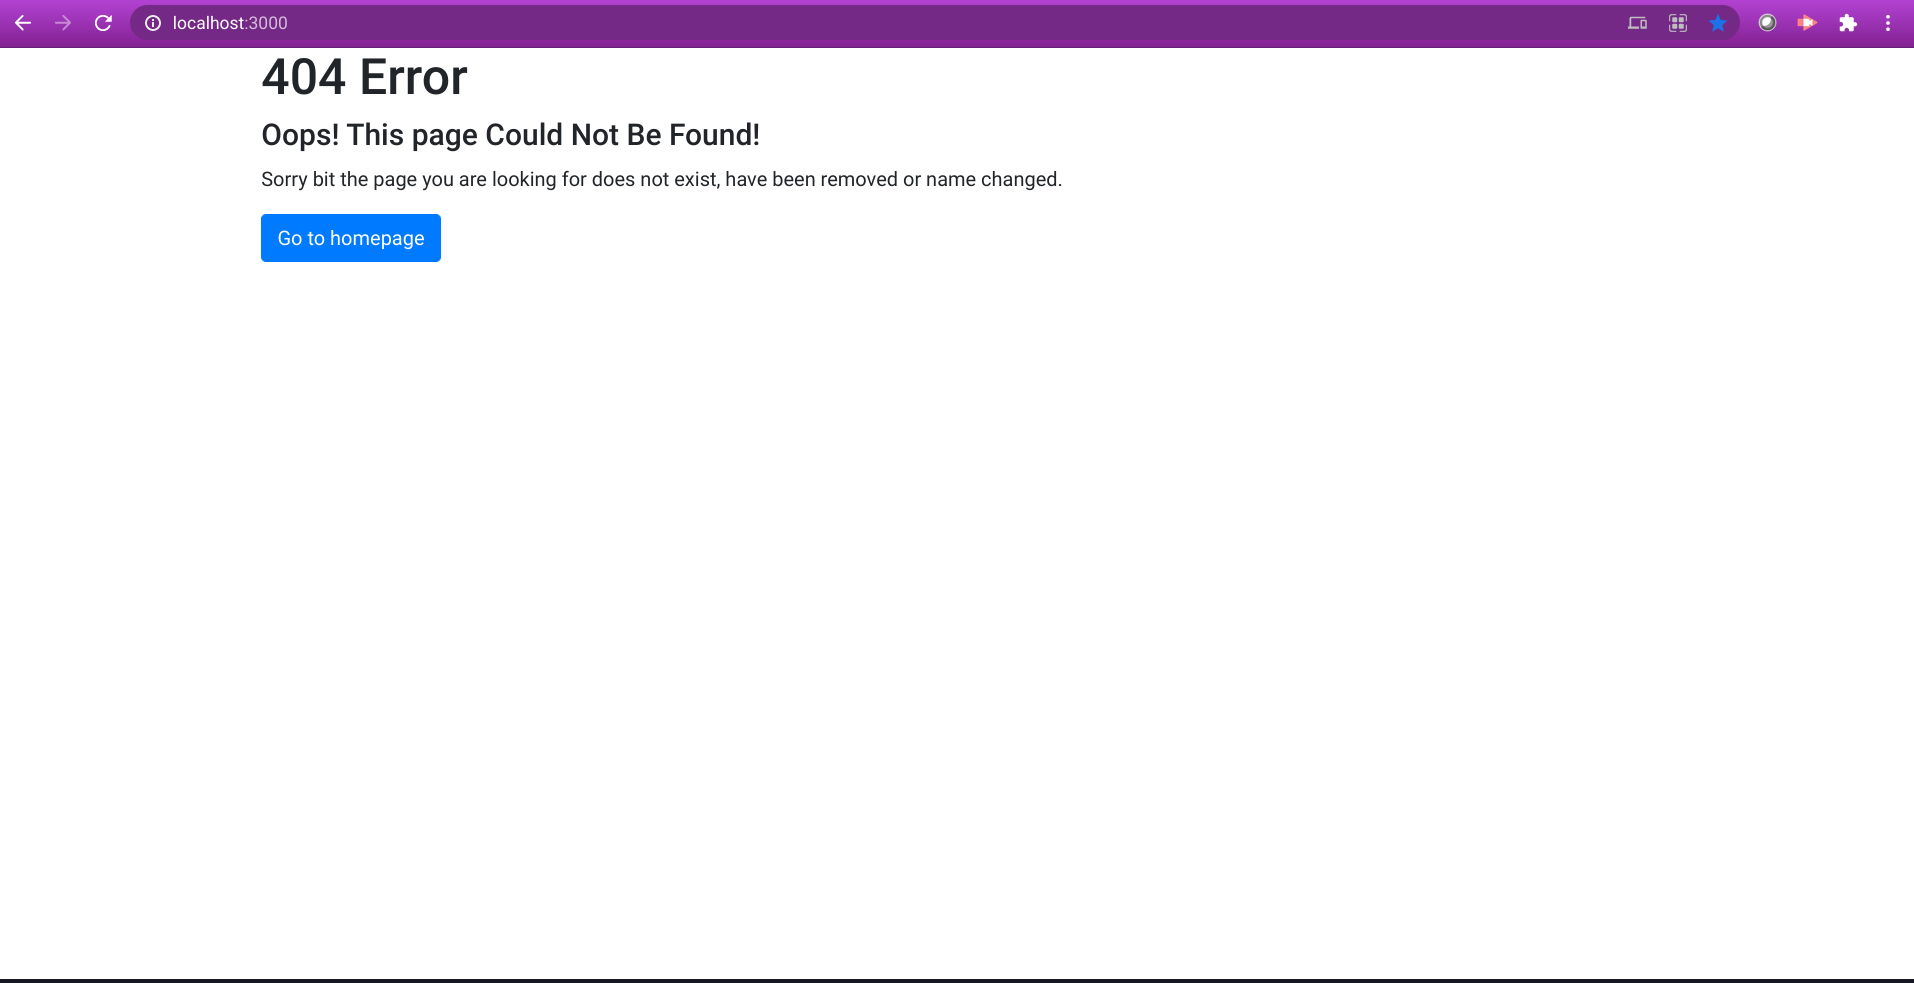 localhost:3000
404 Error
Oops! This page Could Not Be Found!
Sorry bit the page you are looking for does not exist, have been removed or name changed.
Go to homepage